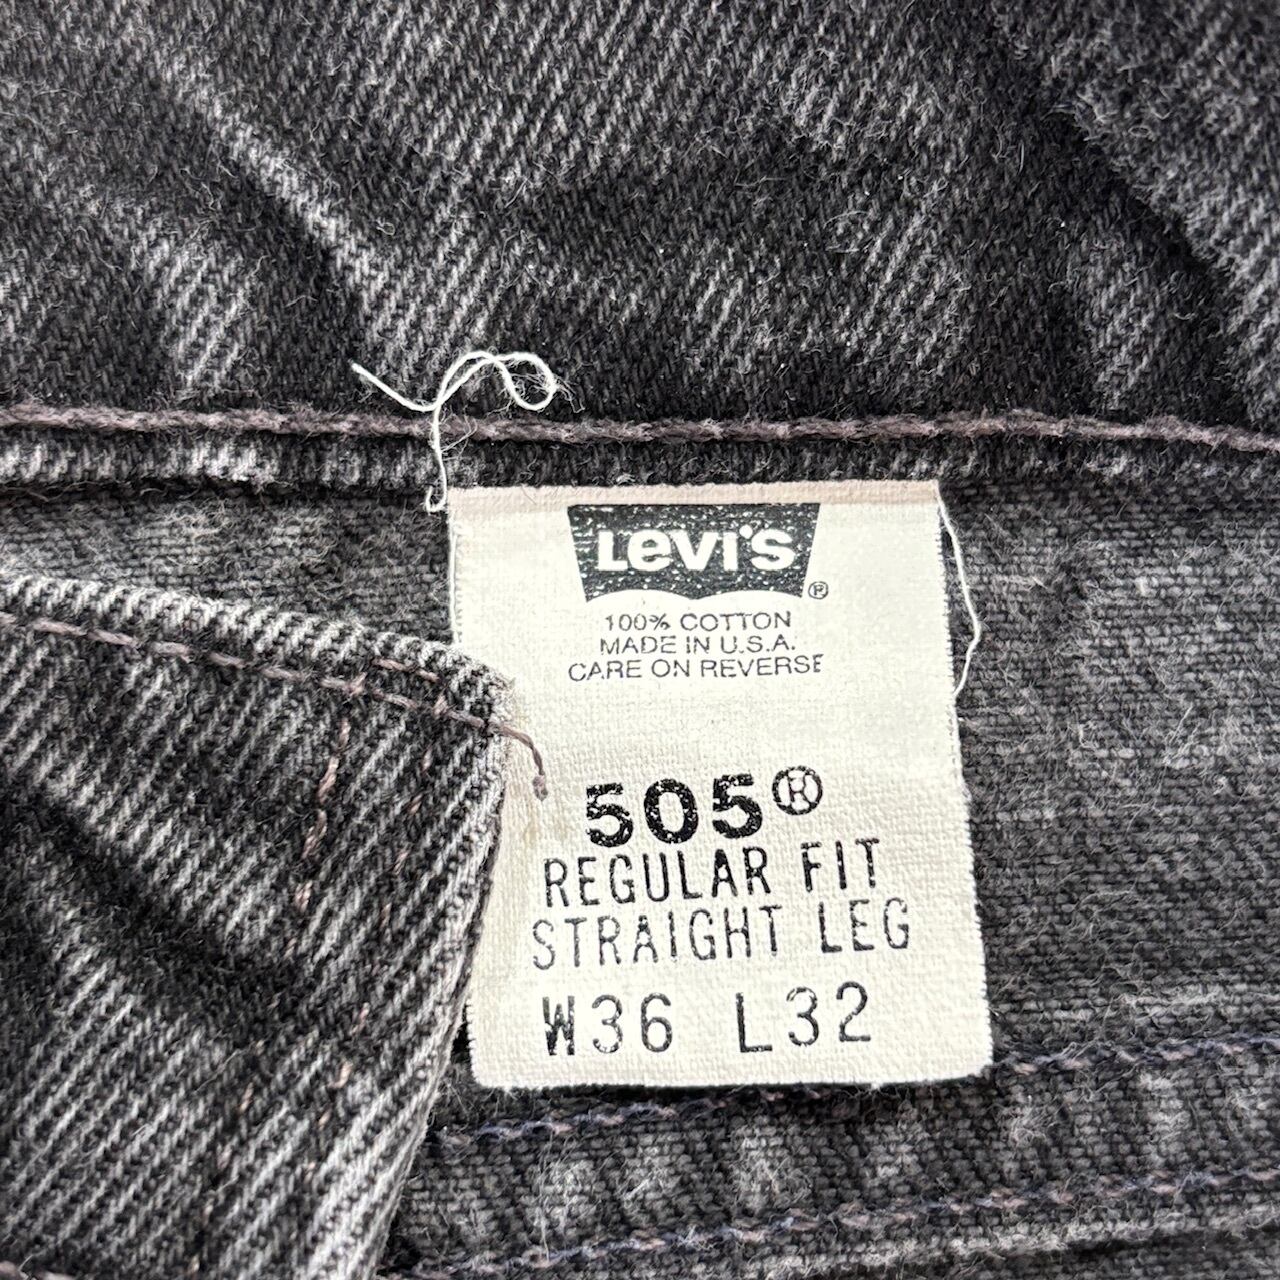 Levi's ®
100% COTTON
MADE IN U.S.A.
CARE ON REVERSE
505®
REGULAR FIT
STRAIGHT LEG
W36 L32